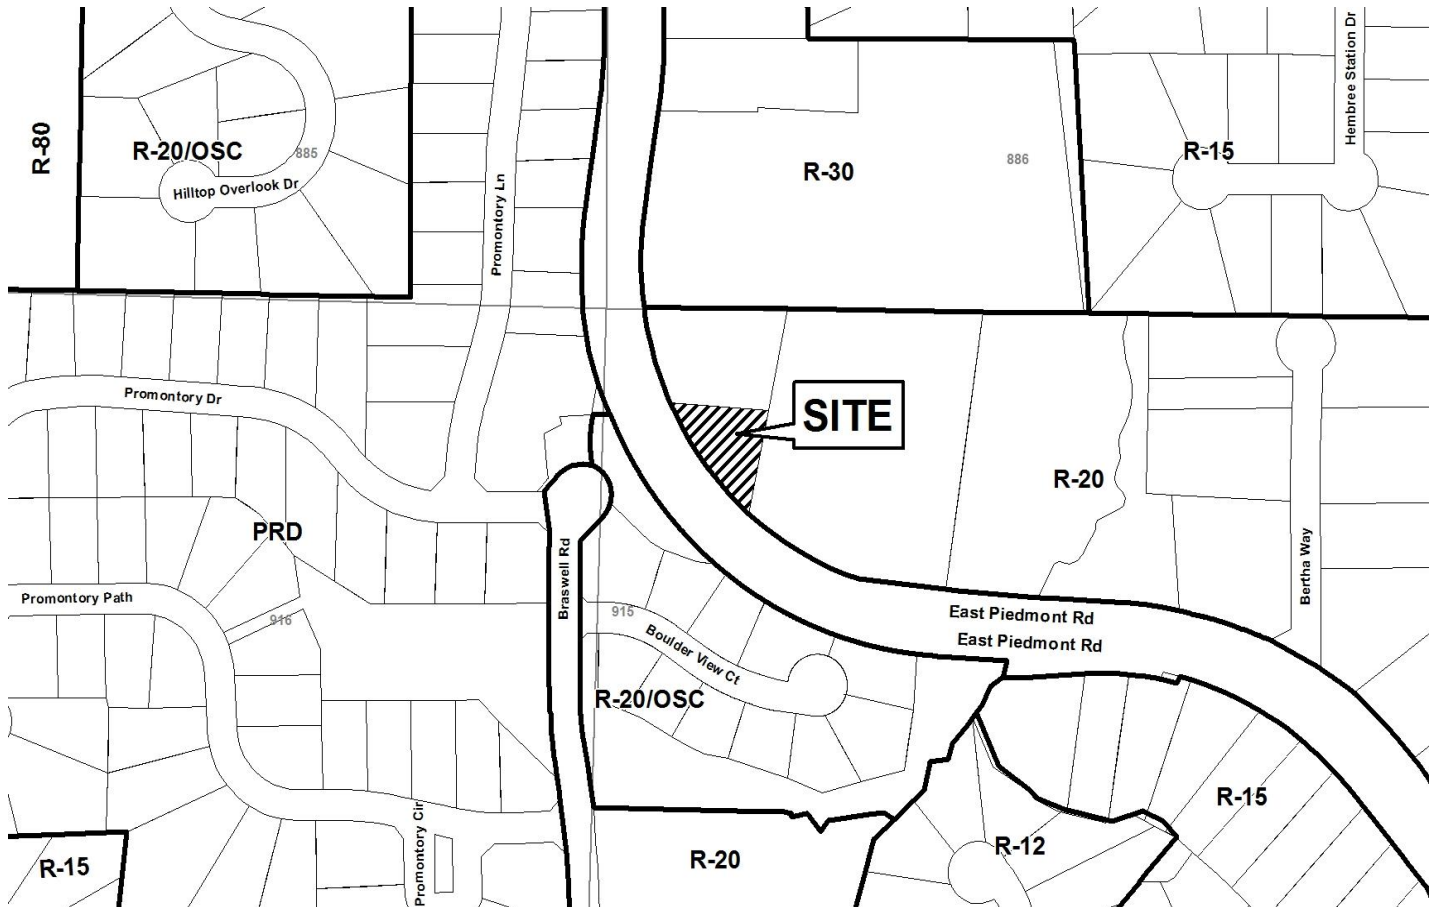 Hembree Station Dr
R-80
R-20/OSC
885
R-15
886
R-30
Hilltop Overlook Dr
Promontory Ln
Promontory Dr
SITE
R-20
PRD
Braswell Rd
Bertha Way
Promontory Path
916
915
East Piedmont Rd
East Piedmont Rd
Boulder View Ct
R-20/OSC
R-15
Promontory Cir
R-15
R-20
R-12